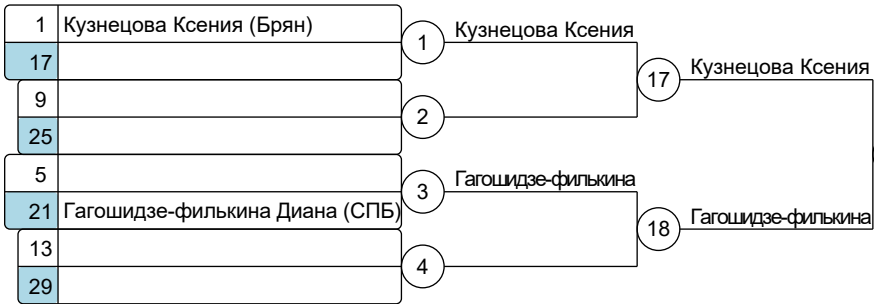 1 Кузнецова Ксения (Брян)
17
9
25
5
21 Гагошидзе-филькина Диана (СПБ)
13
29
1 Кузнецова Ксения
2
3 Гагошидзе-филькина
4
17 Кузнецова Ксения
18 Гагошидзе-филькина